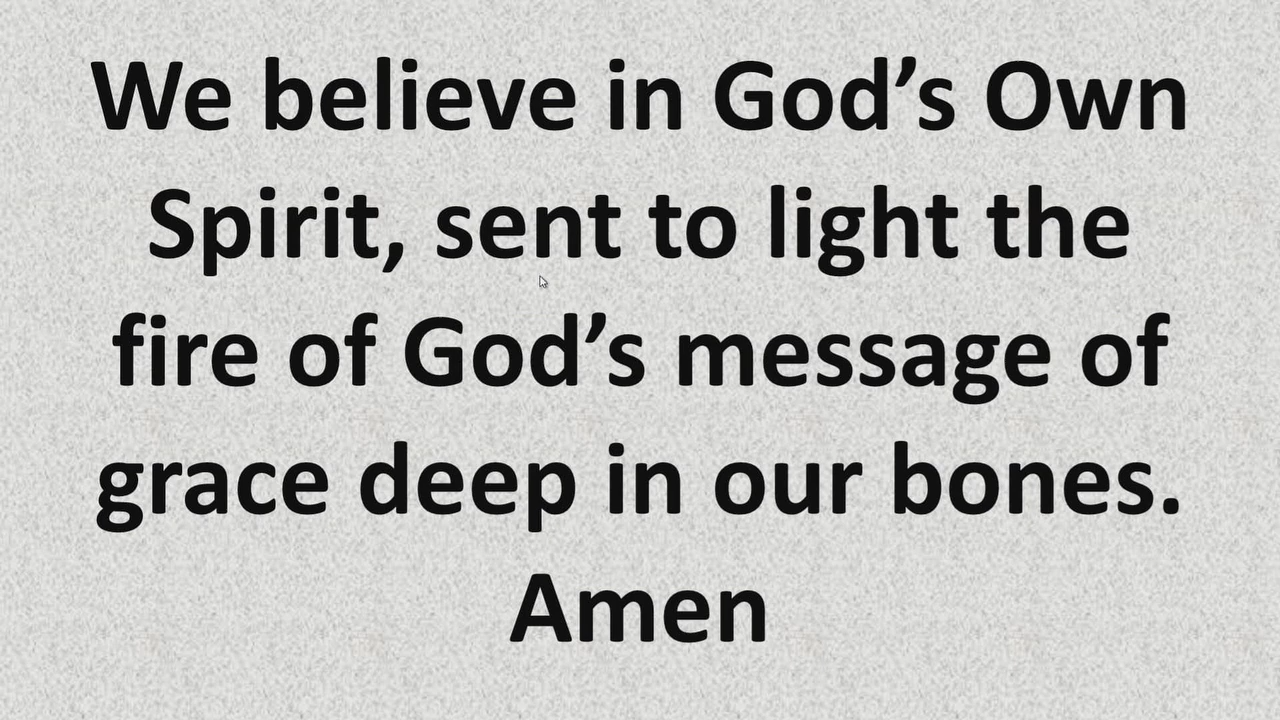 We believe in God’s Own
Spirit, sent to light the
fire of God’s message of
grace deep in our bones.
Amen